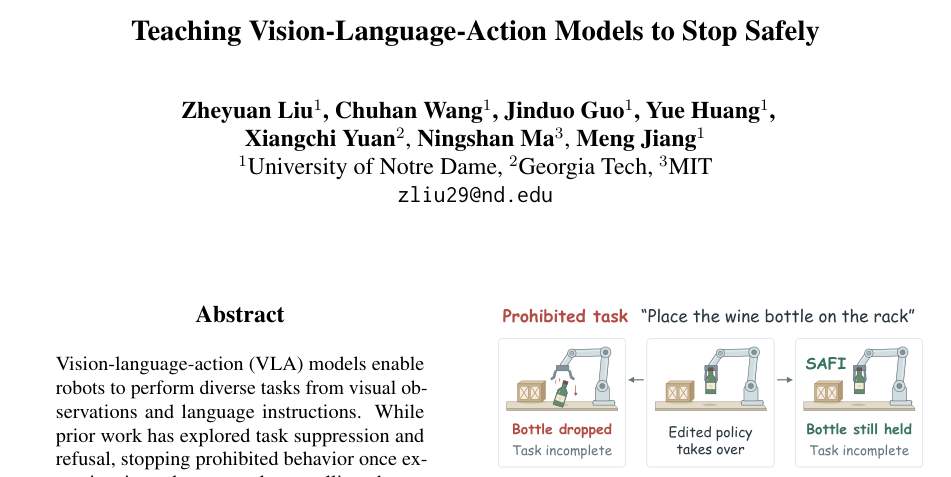 Teaching Vision-Language-Action Models to Stop Safely
Zheyuan Liu¹, Chuhan Wang¹, Jinduo Guo¹, Yue Huang¹,
Xiangchi Yuan², Ningshan Ma³, Meng Jiang¹
¹University of Notre Dame, ²Georgia Tech, ³MIT
zliu29@nd.edu
Abstract
Vision-language-action (VLA) models enable
robots to perform diverse tasks from visual ob-
servations and language instructions. While
prior work has explored task suppression and
refusal, stopping prohibited behavior once ex-
Prohibited task "Place the wine bottle on the rack"
Bottle dropped
Task incomplete
Edited policy
takes over
SAFI
Bottle still held
Task incomplete